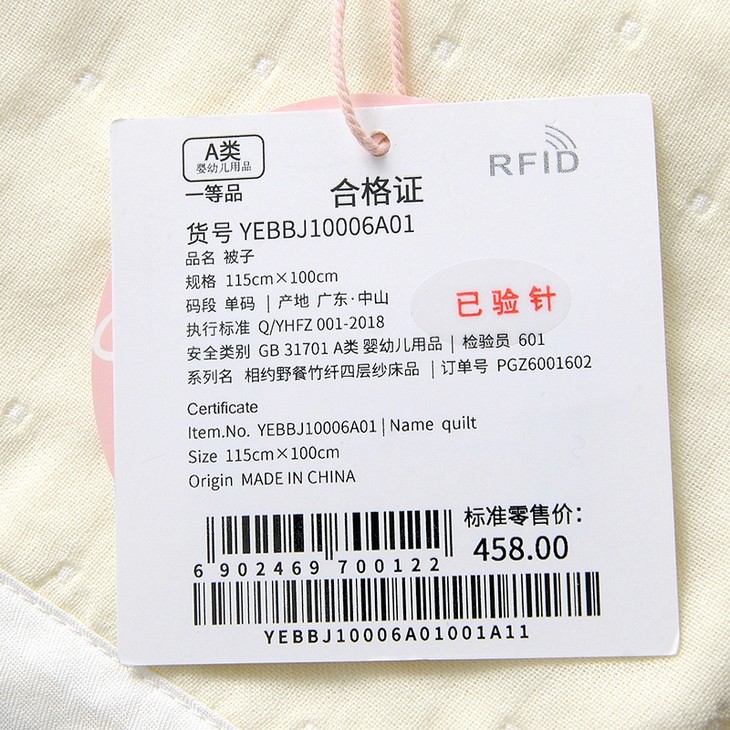 A类
婴幼儿用品
一等品
合格证
RFID
货号 YEBBJ10006A01
品名 被子
规格 115cm×100cm
码段 单码 | 产地 广东·中山
已验针
执行标准 Q/YHFZ 001-2018
安全类别 GB 31701 A类 婴幼儿用品 | 检验员 601
系列名 相约野餐竹纤四层纱床品 | 订单号 PGZ6001602
Certificate
Item.No. YEBBJ10006A01 | Name quilt
Size 115cm×100cm
Origin MADE IN CHINA
标准零售价：
458.00
6 902469 700122
YEBBJ10006A01001A11